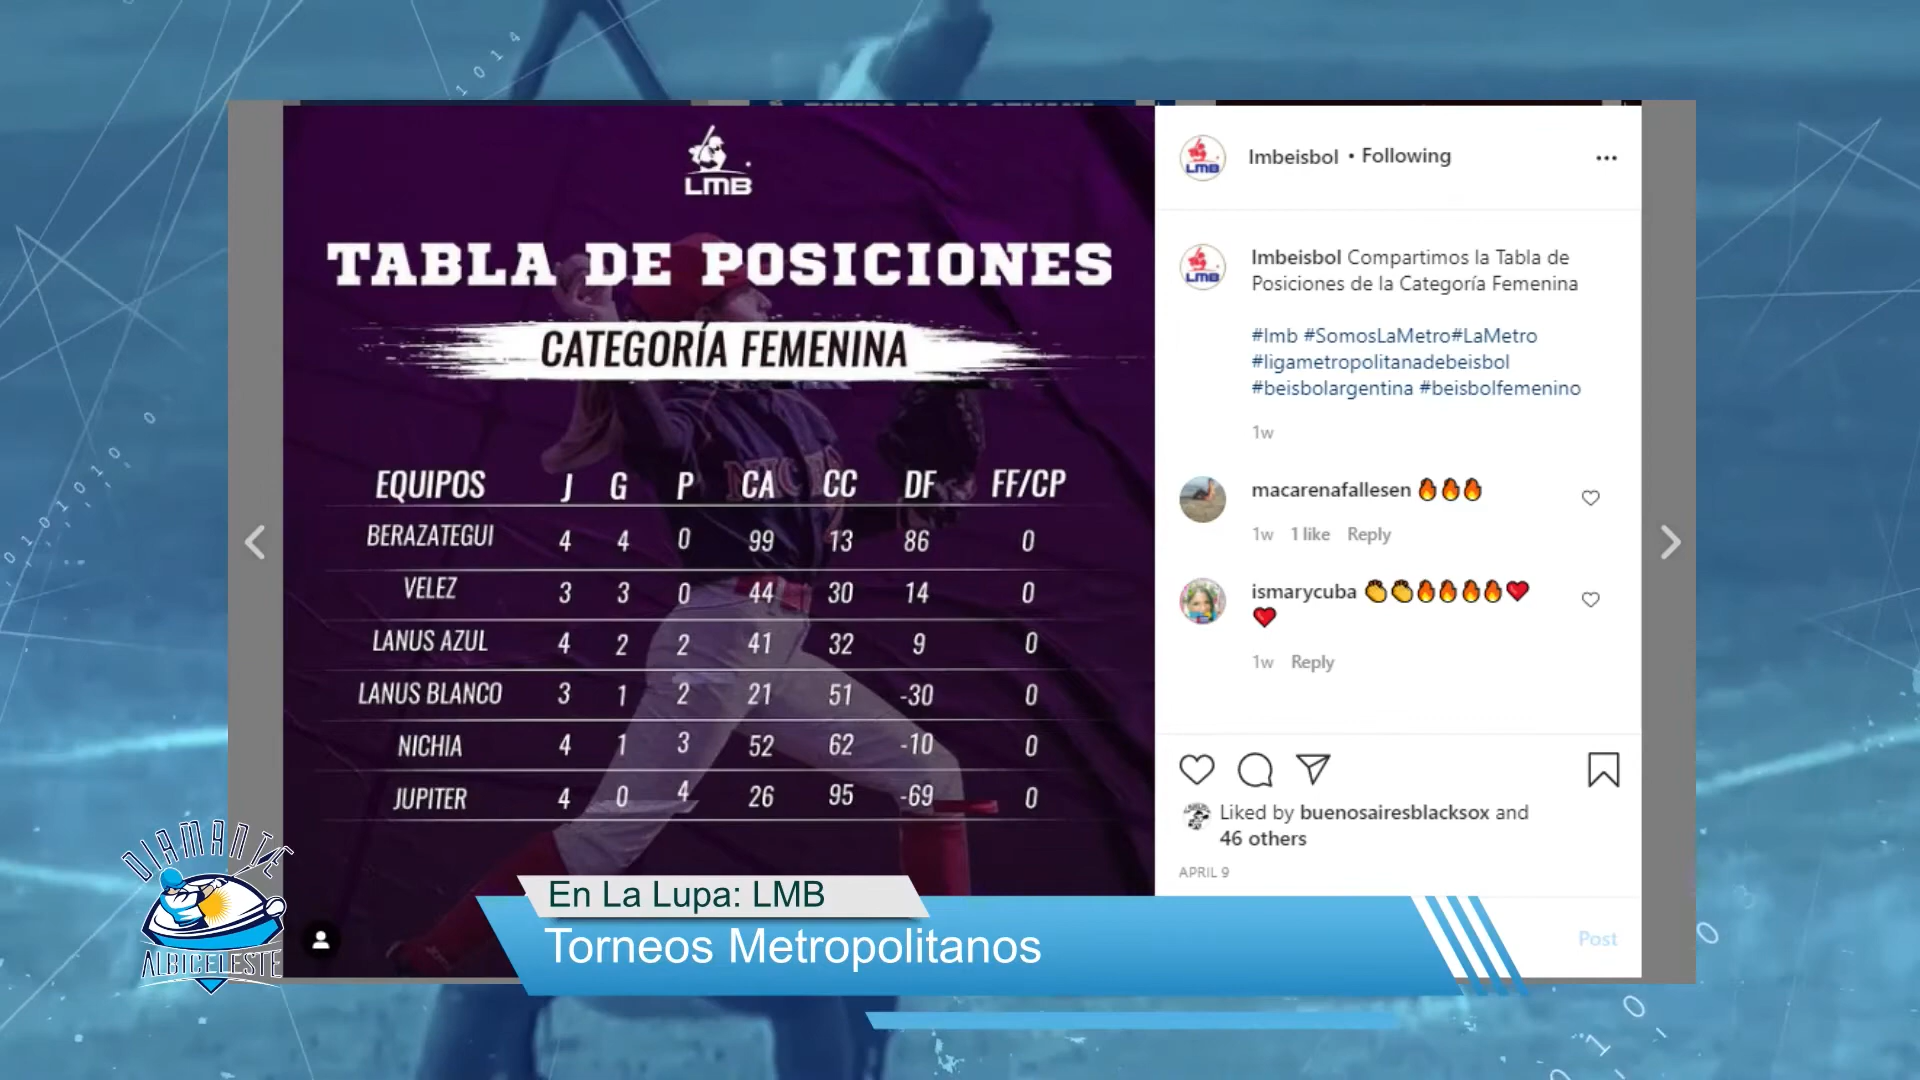 LMB
TABLA DE POSICIONES
CATEGORÍA FEMENINA
EQUIPOS J G P CA CC DF FF/CP
BERAZATEGUI 4 4 0 99 13 86 0
VELEZ 3 3 0 44 30 14 0
LANUS AZUL 4 2 2 41 32 9 0
LANUS BLANCO 3 1 2 21 51 -30 0
NICHIA 4 1 3 52 62 -10 0
JUPITER 4 0 4 26 95 -69 0
LMB
lmbeisbol • Following
LMB
lmbeisbol Compartimos la Tabla de
Posiciones de la Categoría Femenina
#lmb #SomosLaMetro#LaMetro
#ligametropolitanadebeisbol
#beisbolargentina #beisbolfemenino
1w
macarenafallesen 🔥🔥🔥
1w 1 like Reply
ismarycuba 👏👏🔥🔥🔥🔥❤️
❤️
1w Reply
Liked by buenosairesblacksox and
46 others
APRIL 9
Post
DIAMANTE
ALBICELESTE
En La Lupa: LMB
Torneos Metropolitanos